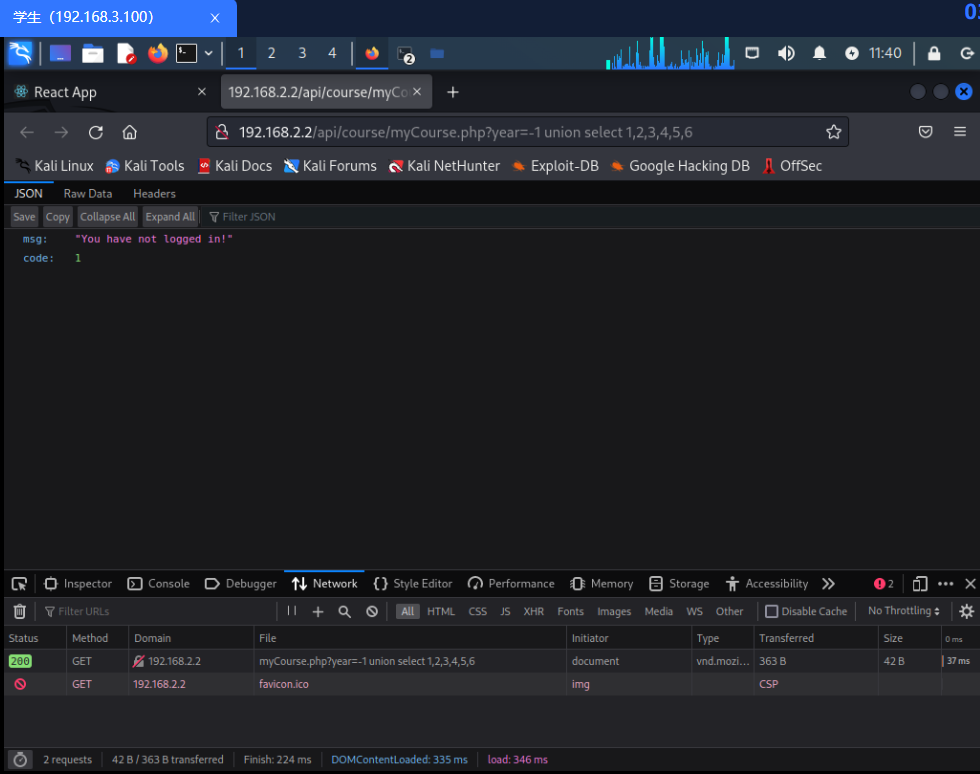 学生（192.168.3.100） X
1 2 3 4 2 11:40
React App × 192.168.2.2/api/course/myCo × +
192.168.2.2/api/course/myCourse.php?year=-1 union select 1,2,3,4,5,6
Kali Linux Kali Tools Kali Docs Kali Forums Kali NetHunter Exploit-DB Google Hacking DB OffSec
JSON Raw Data Headers
Save Copy Collapse All Expand All Filter JSON
msg: "You have not logged in!"
code: 1
Inspector Console Debugger Network Style Editor Performance Memory Storage Accessibility 2
Filter URLs All HTML CSS JS XHR Fonts Images Media WS Other Disable Cache No Throttling
Status Method Domain File Initiator Type Transferred Size 0 ms
200 GET 192.168.2.2 myCourse.php?year=-1 union select 1,2,3,4,5,6 document vnd.mozi... 363 B 42 B 37 ms
GET 192.168.2.2 favicon.ico img CSP
2 requests 42 B / 363 B transferred Finish: 224 ms DOMContentLoaded: 335 ms load: 346 ms